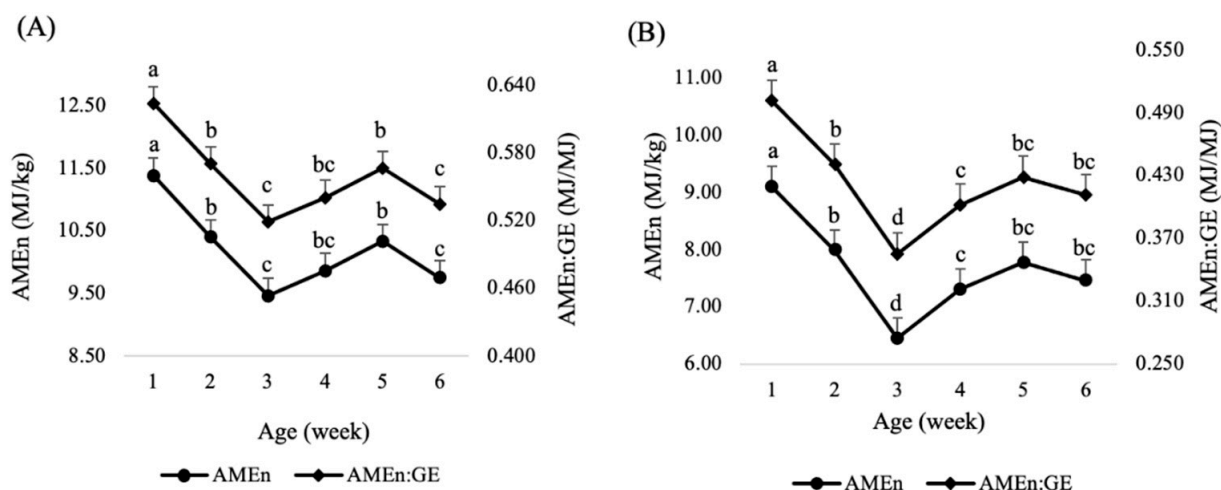 (A)
AMEn (MJ/kg)
12.50
11.50
10.50
9.50
8.50
a
b
c
bc
b
c
a
b
c
bc
b
c
0.640
0.580
0.520
0.460
0.400
AMEn:GE (MJ/MJ)
1 2 3 4 5 6
Age (week)
AMEn AMEn:GE
(B)
AMEn (MJ/kg)
11.00
10.00
9.00
8.00
7.00
6.00
a
b
d
c
bc
bc
a
b
d
c
bc
bc
0.550
0.490
0.430
0.370
0.310
0.250
AMEn:GE (MJ/MJ)
1 2 3 4 5 6
Age (week)
AMEn AMEn:GE